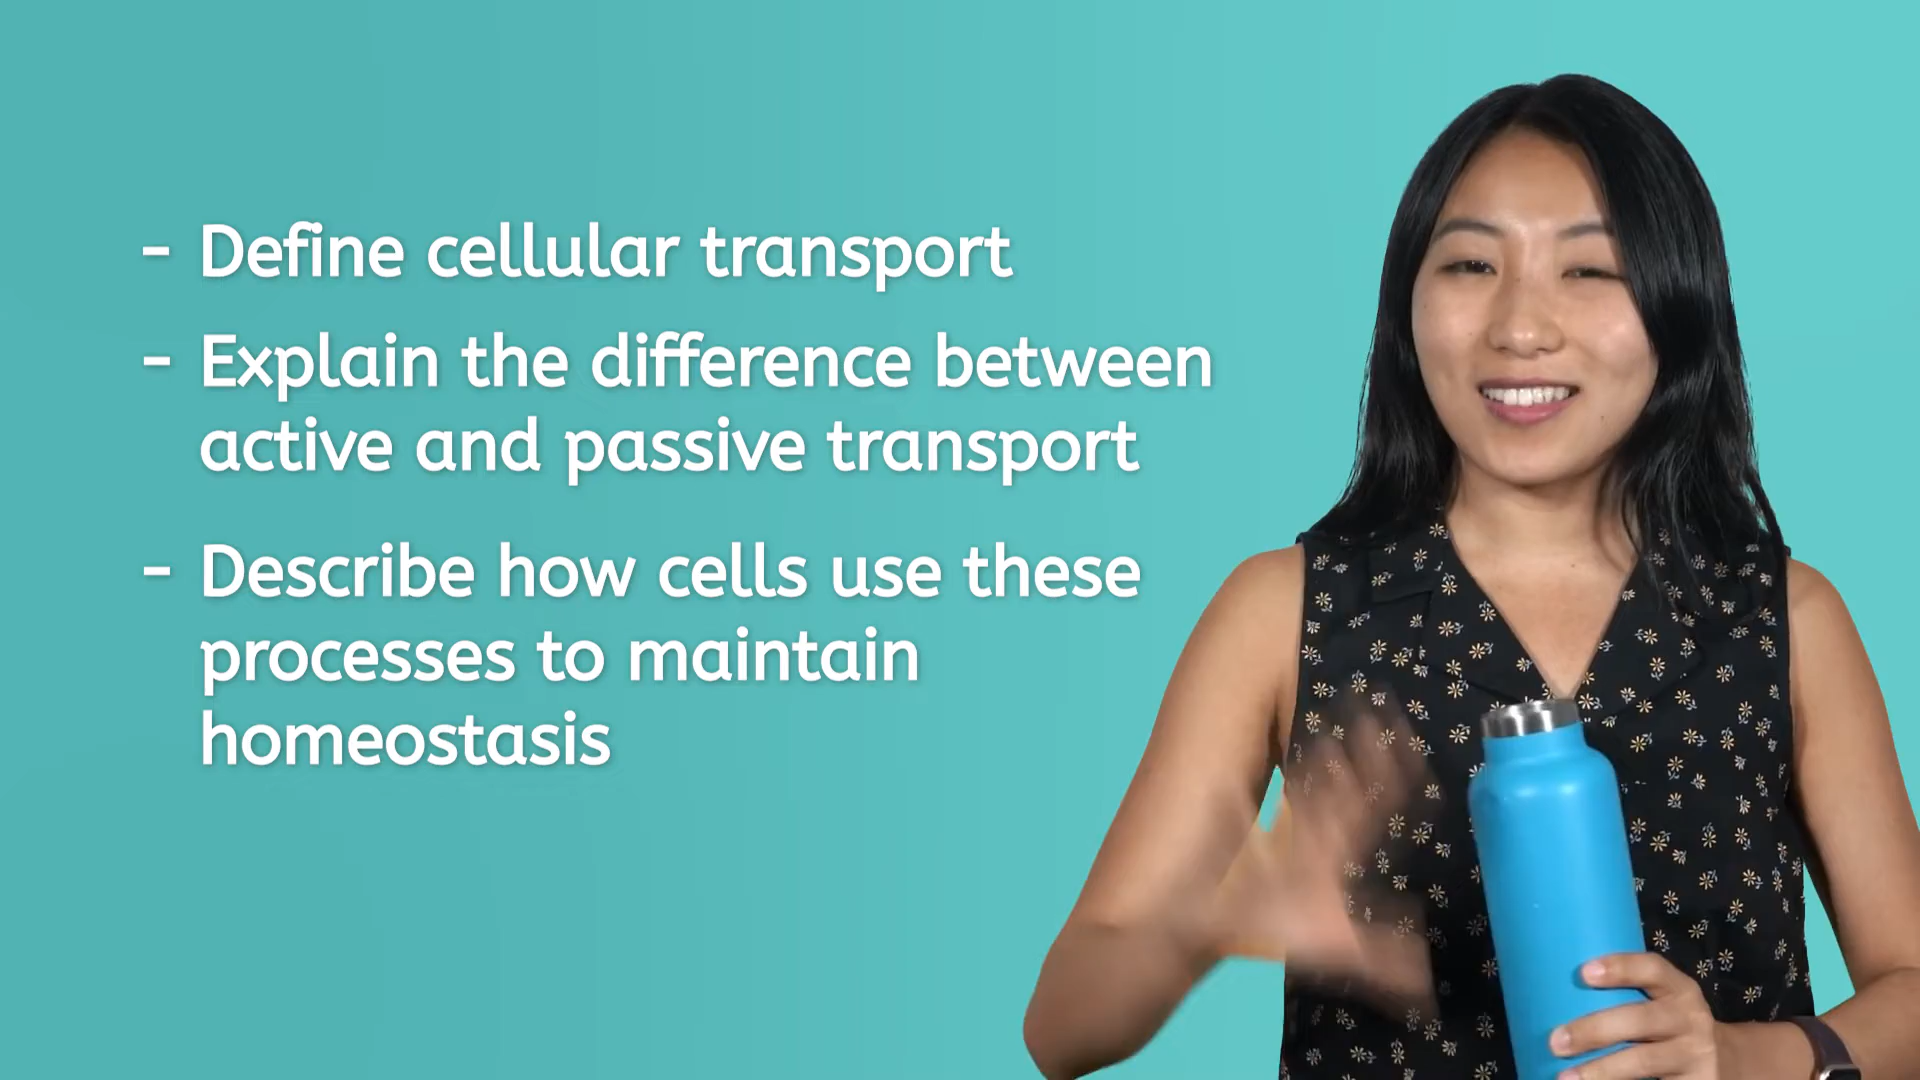 - Define cellular transport
- Explain the difference between
active and passive transport
- Describe how cells use these
processes to maintain
homeostasis